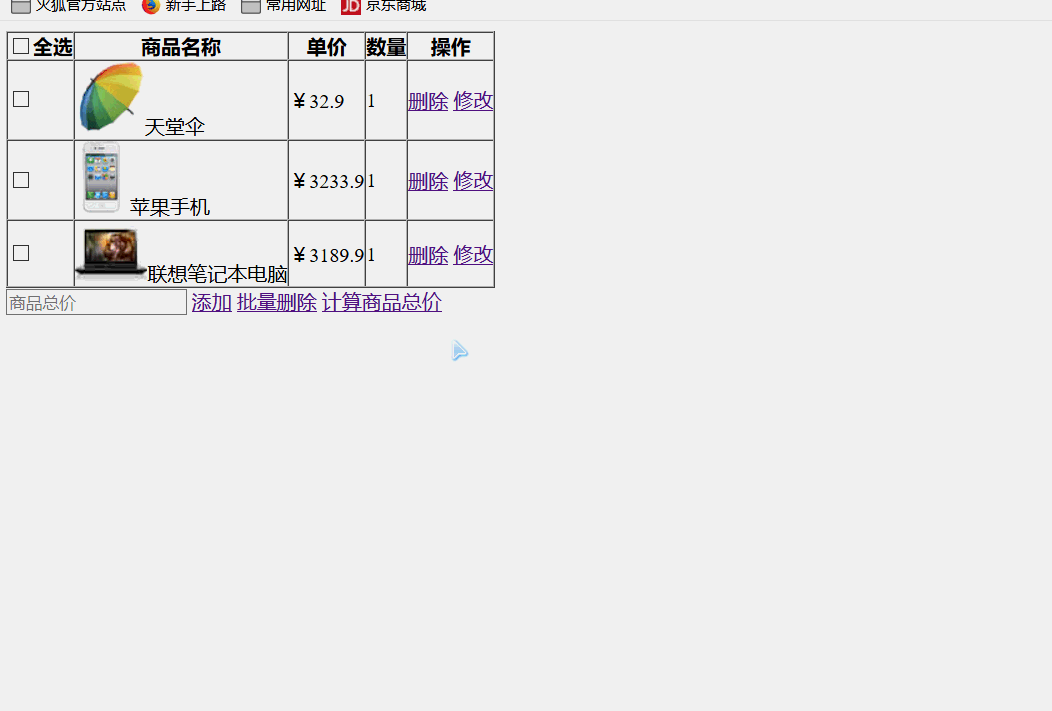 火狐官方站点 新手上路 常用网址 JD 京东商城
全选 商品名称 单价 数量 操作
天堂伞 ￥32.9 1 删除 修改
苹果手机 ￥3233.9 1 删除 修改
联想笔记本电脑 ￥3189.9 1 删除 修改
商品总价 添加 批量删除 计算商品总价